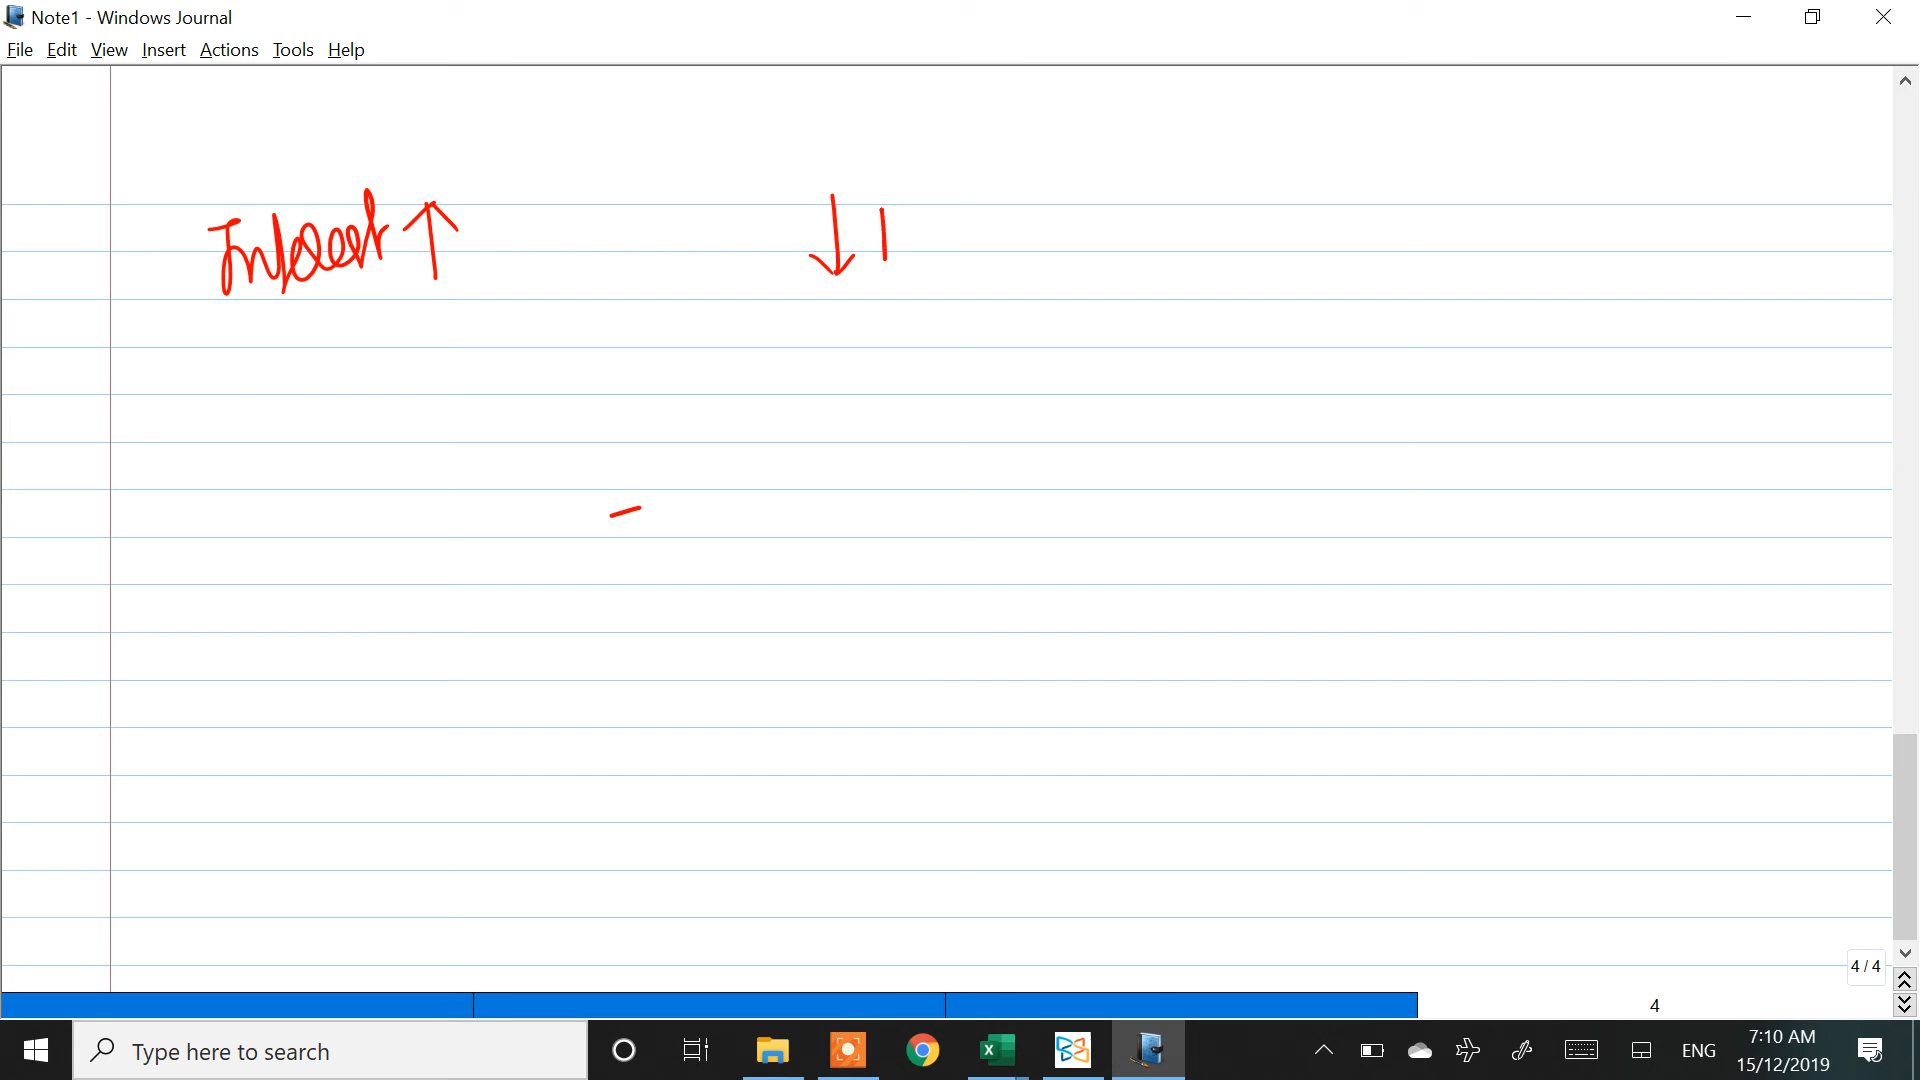 Note1 - Windows Journal
File Edit View Insert Actions Tools Help
Interest ↑ ↓ I
4 / 4
4
Type here to search
ENG
7:10 AM
15/12/2019